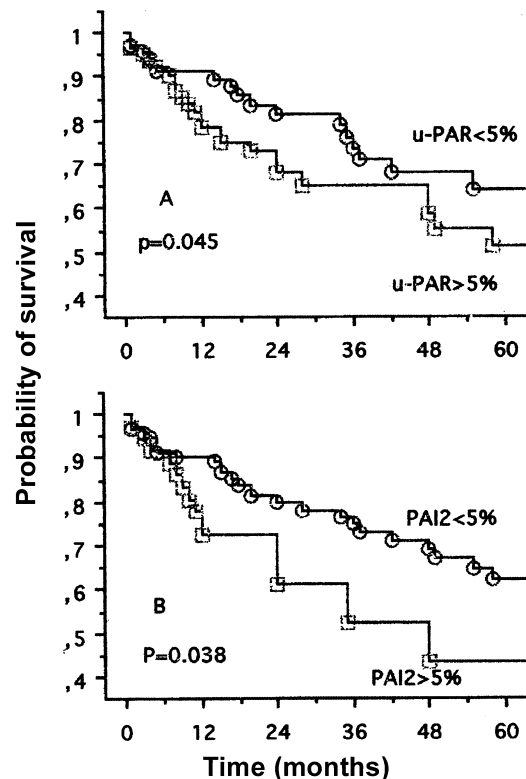 Probability of survival
1
,9
,8
,7
,6
,5
,4
u-PAR<5%
A
p=0.045
u-PAR>5%
0 12 24 36 48 60
1
,9
,8
,7
,6
,5
,4
PAI2<5%
B
P=0.038
PAI2>5%
0 12 24 36 48 60
Time (months)